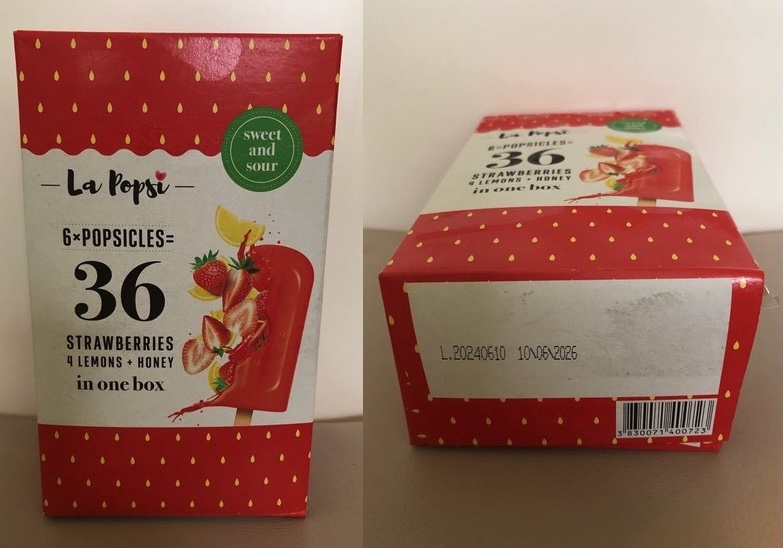 sweet
and
sour
La Popsi
6×POPSICLES=
36
STRAWBERRIES
4 LEMONS + HONEY
in one box
La Popsi
6×POPSICLES=
36
STRAWBERRIES
4 LEMONS + HONEY
in one box
L.20240610 10\06\2026
3 830071 400723